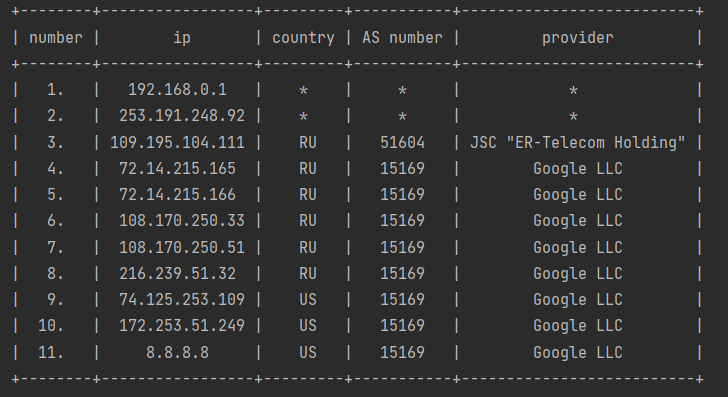 +--------+-----------------+---------+-----------+--------------------------+
| number |        ip       | country | AS number |         provider         |
+--------+-----------------+---------+-----------+--------------------------+
|   1.   |   192.168.0.1   |    *    |     *     |            *             |
|   2.   |  253.191.248.92 |    *    |     *     |            *             |
|   3.   | 109.195.104.111 |    RU   |   51604   | JSC "ER-Telecom Holding" |
|   4.   |  72.14.215.165  |    RU   |   15169   |        Google LLC        |
|   5.   |  72.14.215.166  |    RU   |   15169   |        Google LLC        |
|   6.   |  108.170.250.33 |    RU   |   15169   |        Google LLC        |
|   7.   |  108.170.250.51 |    RU   |   15169   |        Google LLC        |
|   8.   |  216.239.51.32  |    RU   |   15169   |        Google LLC        |
|   9.   |  74.125.253.109 |    US   |   15169   |        Google LLC        |
|  10.   |  172.253.51.249 |    US   |   15169   |        Google LLC        |
|  11.   |     8.8.8.8     |    US   |   15169   |        Google LLC        |
+--------+-----------------+---------+-----------+--------------------------+